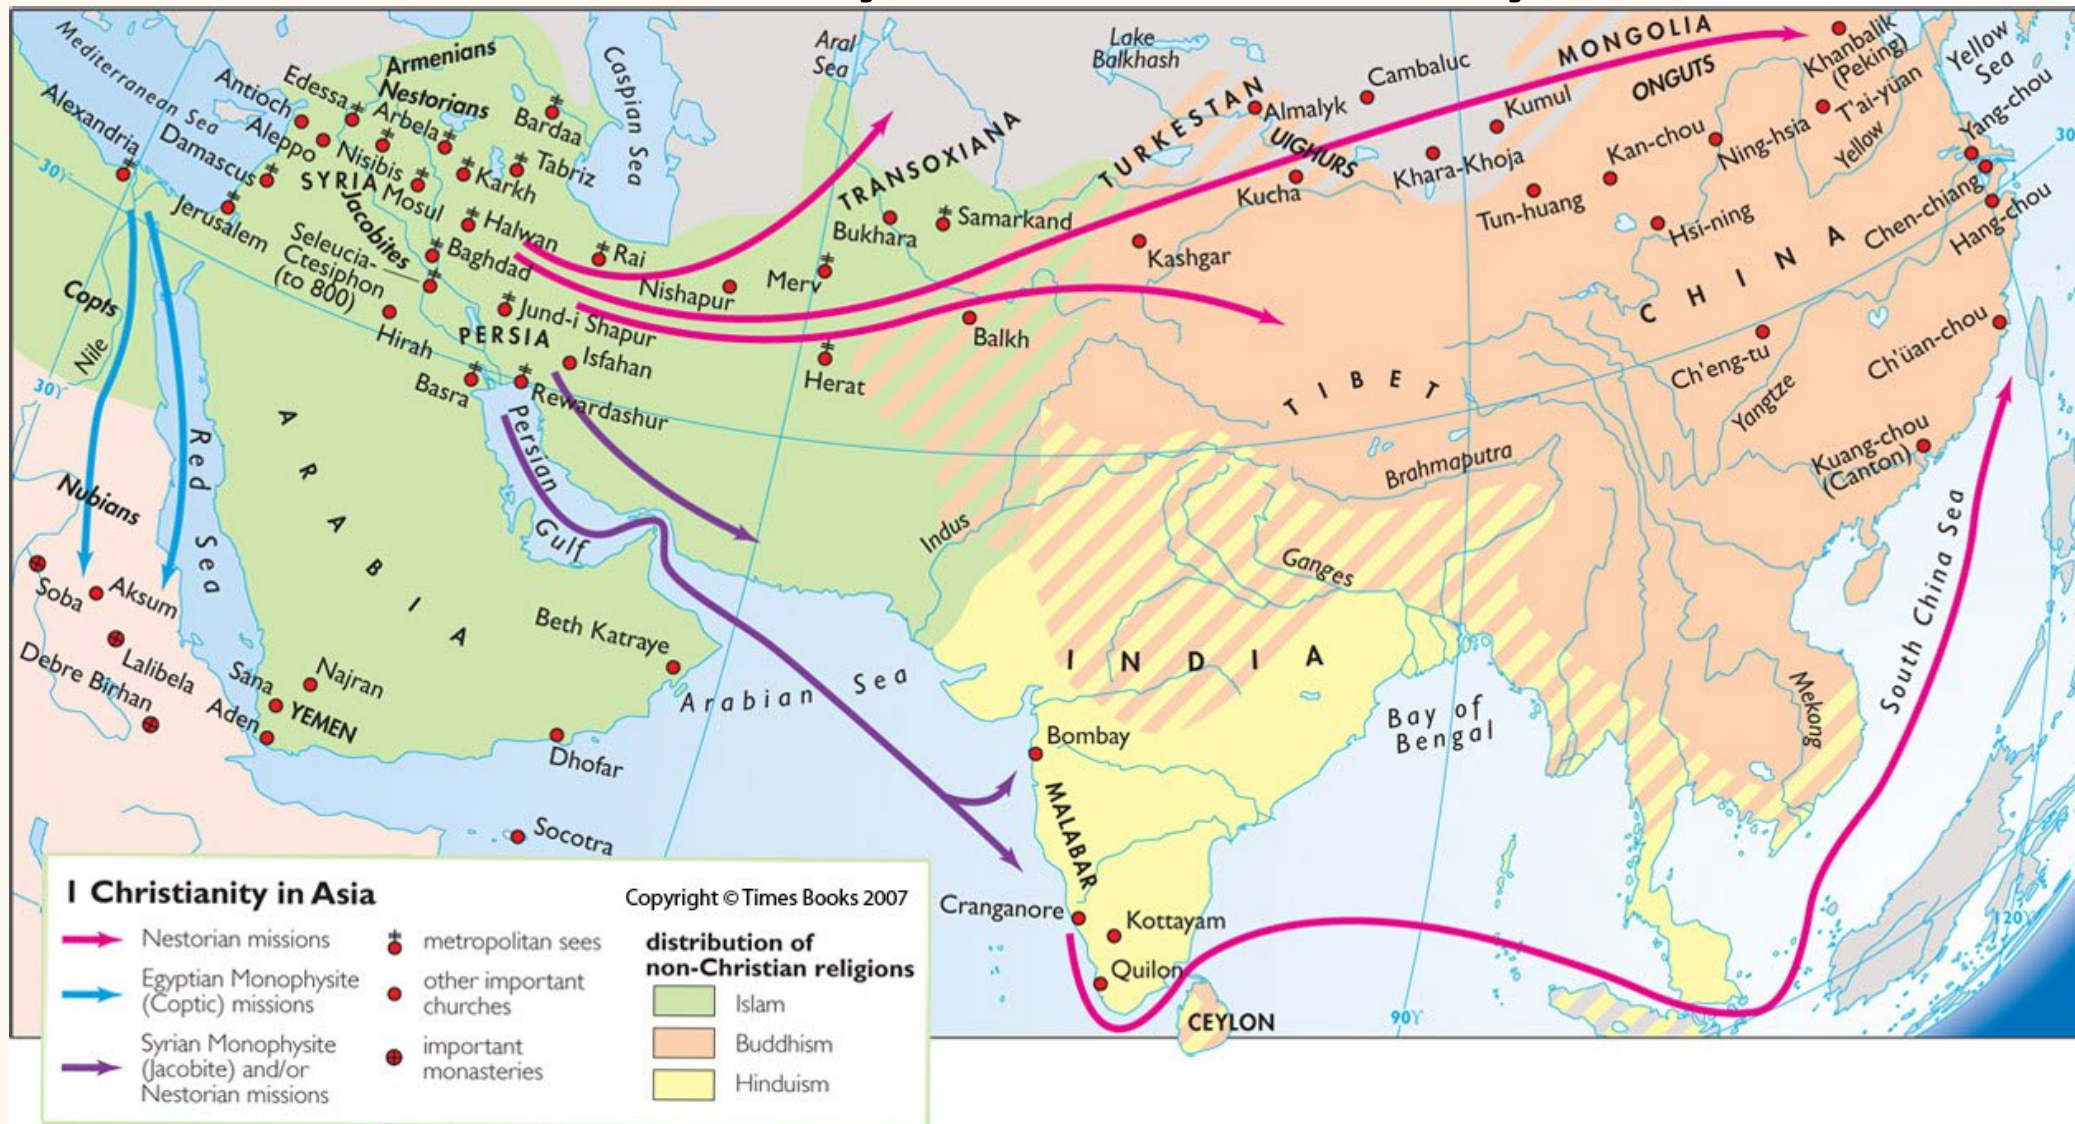 Mediterranean Sea
Alexandria
Antioch
Edessa
Aleppo
Damascus
Armenians
Nestorians
Arbela
Nisibis
SYRIA
Mosul
Karkh
Bardaa
Tabriz
Caspian Sea
Jerusalem
Jacobites
Seleucia-
Ctesiphon
(to 800)
Halwan
Baghdad
Rai
Nishapur
Merv
Hirah
PERSIA
Jund-i Shapur
Isfahan
Basra
Rewardashur
Persian
Gulf
Herat
Balkh
Aral
Sea
TRANSOXIANA
Bukhara
Samarkand
Lake
Balkhash
TURKESTAN
Almalyk
UIGHURS
Kucha
Kashgar
Cambaluc
Khara-Khoja
Kumul
MONGOLIA
ONGUTS
Tun-huang
Kan-chou
Hsi-ning
Ning-hsia
Khanbalik
(Peking)
T'ai-yüan
Yellow
Yellow
Sea
Yang-chou
Chen-chiang
Hang-chou
30
CHINA
Ch'eng-tu
Yangtze
Ch'üan-chou
Kuang-chou
(Canton)
TIBET
Brahmaputra
Indus
Ganges
INDIA
Mekong
South China Sea
Bay of
Bengal
Bombay
MALABAR
Cranganore
Kottayam
Quilon
CEYLON
90Ƴ
120Ƴ
30Ƴ
Copts
Nile
30Ƴ
Red Sea
ARABIA
Nubians
Soba
Aksum
Lalibela
Debre Birhan
Sana
Najran
YEMEN
Aden
Beth Katraye
Dhofar
Arabian Sea
Socotra
1 Christianity in Asia
Copyright © Times Books 2007
Nestorian missions
Egyptian Monophysite
(Coptic) missions
Syrian Monophysite
(Jacobite) and/or
Nestorian missions
metropolitan sees
other important
churches
important
monasteries
distribution of
non-Christian religions
Islam
Buddhism
Hinduism